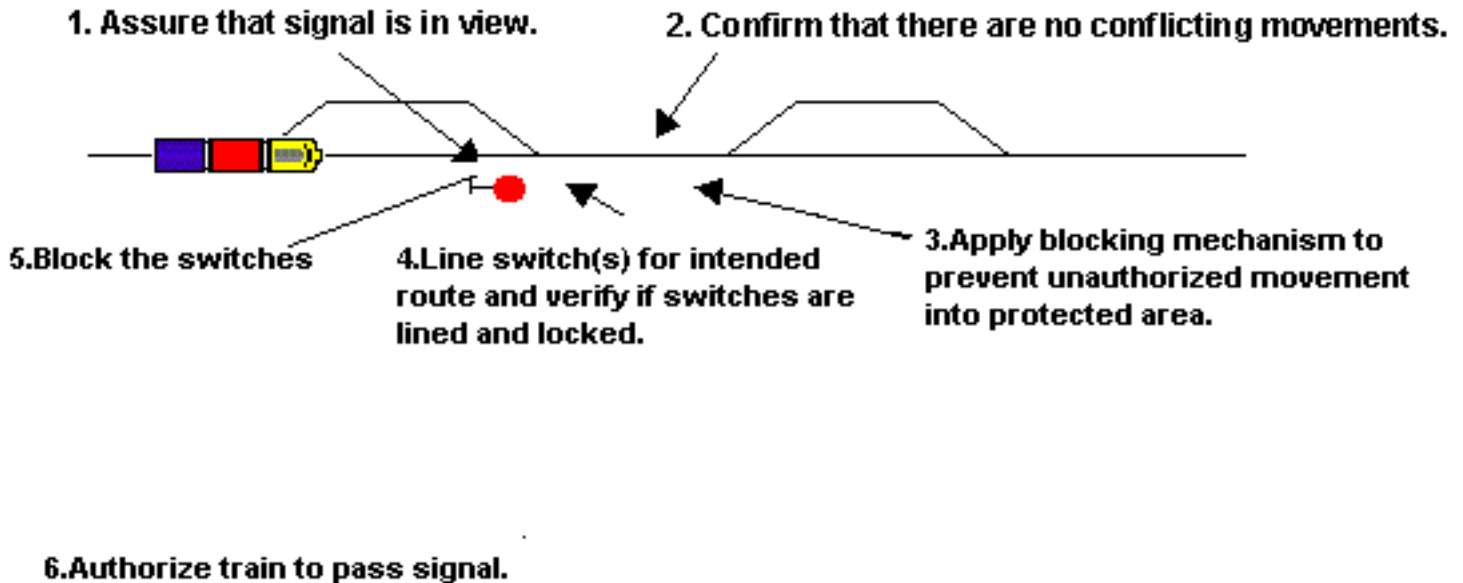 1. Assure that signal is in view.
2. Confirm that there are no conflicting movements.
3.Apply blocking mechanism to
prevent unauthorized movement
into protected area.
4.Line switch(s) for intended
route and verify if switches are
lined and locked.
5.Block the switches
6.Authorize train to pass signal.